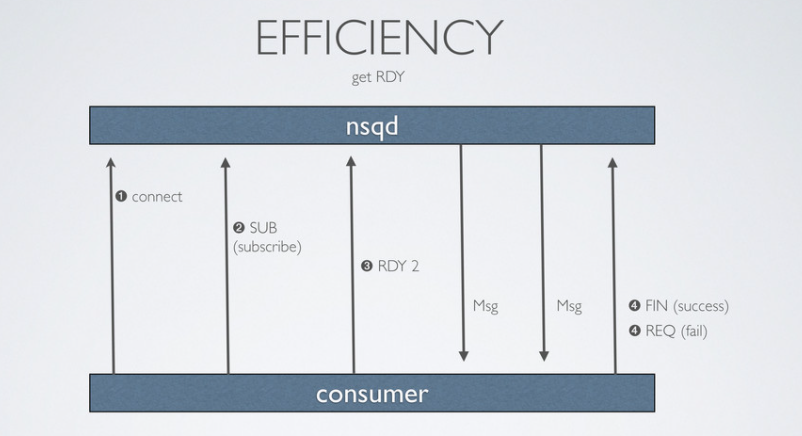 EFFICIENCY
get RDY
nsqd
❶ connect
❷ SUB
(subscribe)
❸ RDY 2
Msg
Msg
❹ FIN (success)
❹ REQ (fail)
consumer